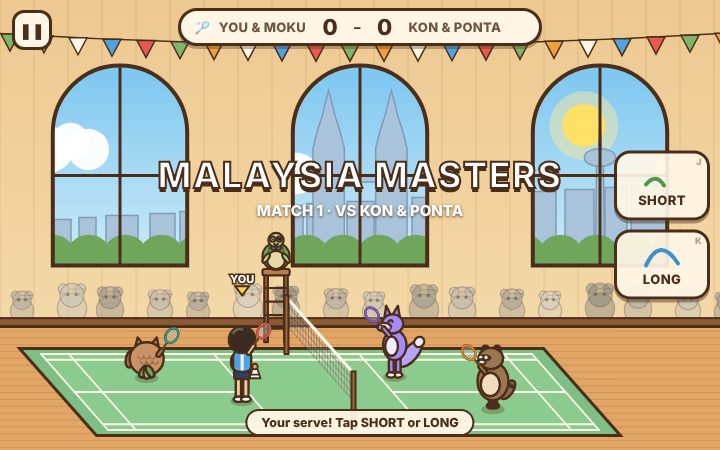 YOU & MOKU 0 - 0 KON & PONTA
MALAYSIA MASTERS
MATCH 1 · VS KON & PONTA
J
SHORT
K
LONG
YOU
Your serve! Tap SHORT or LONG